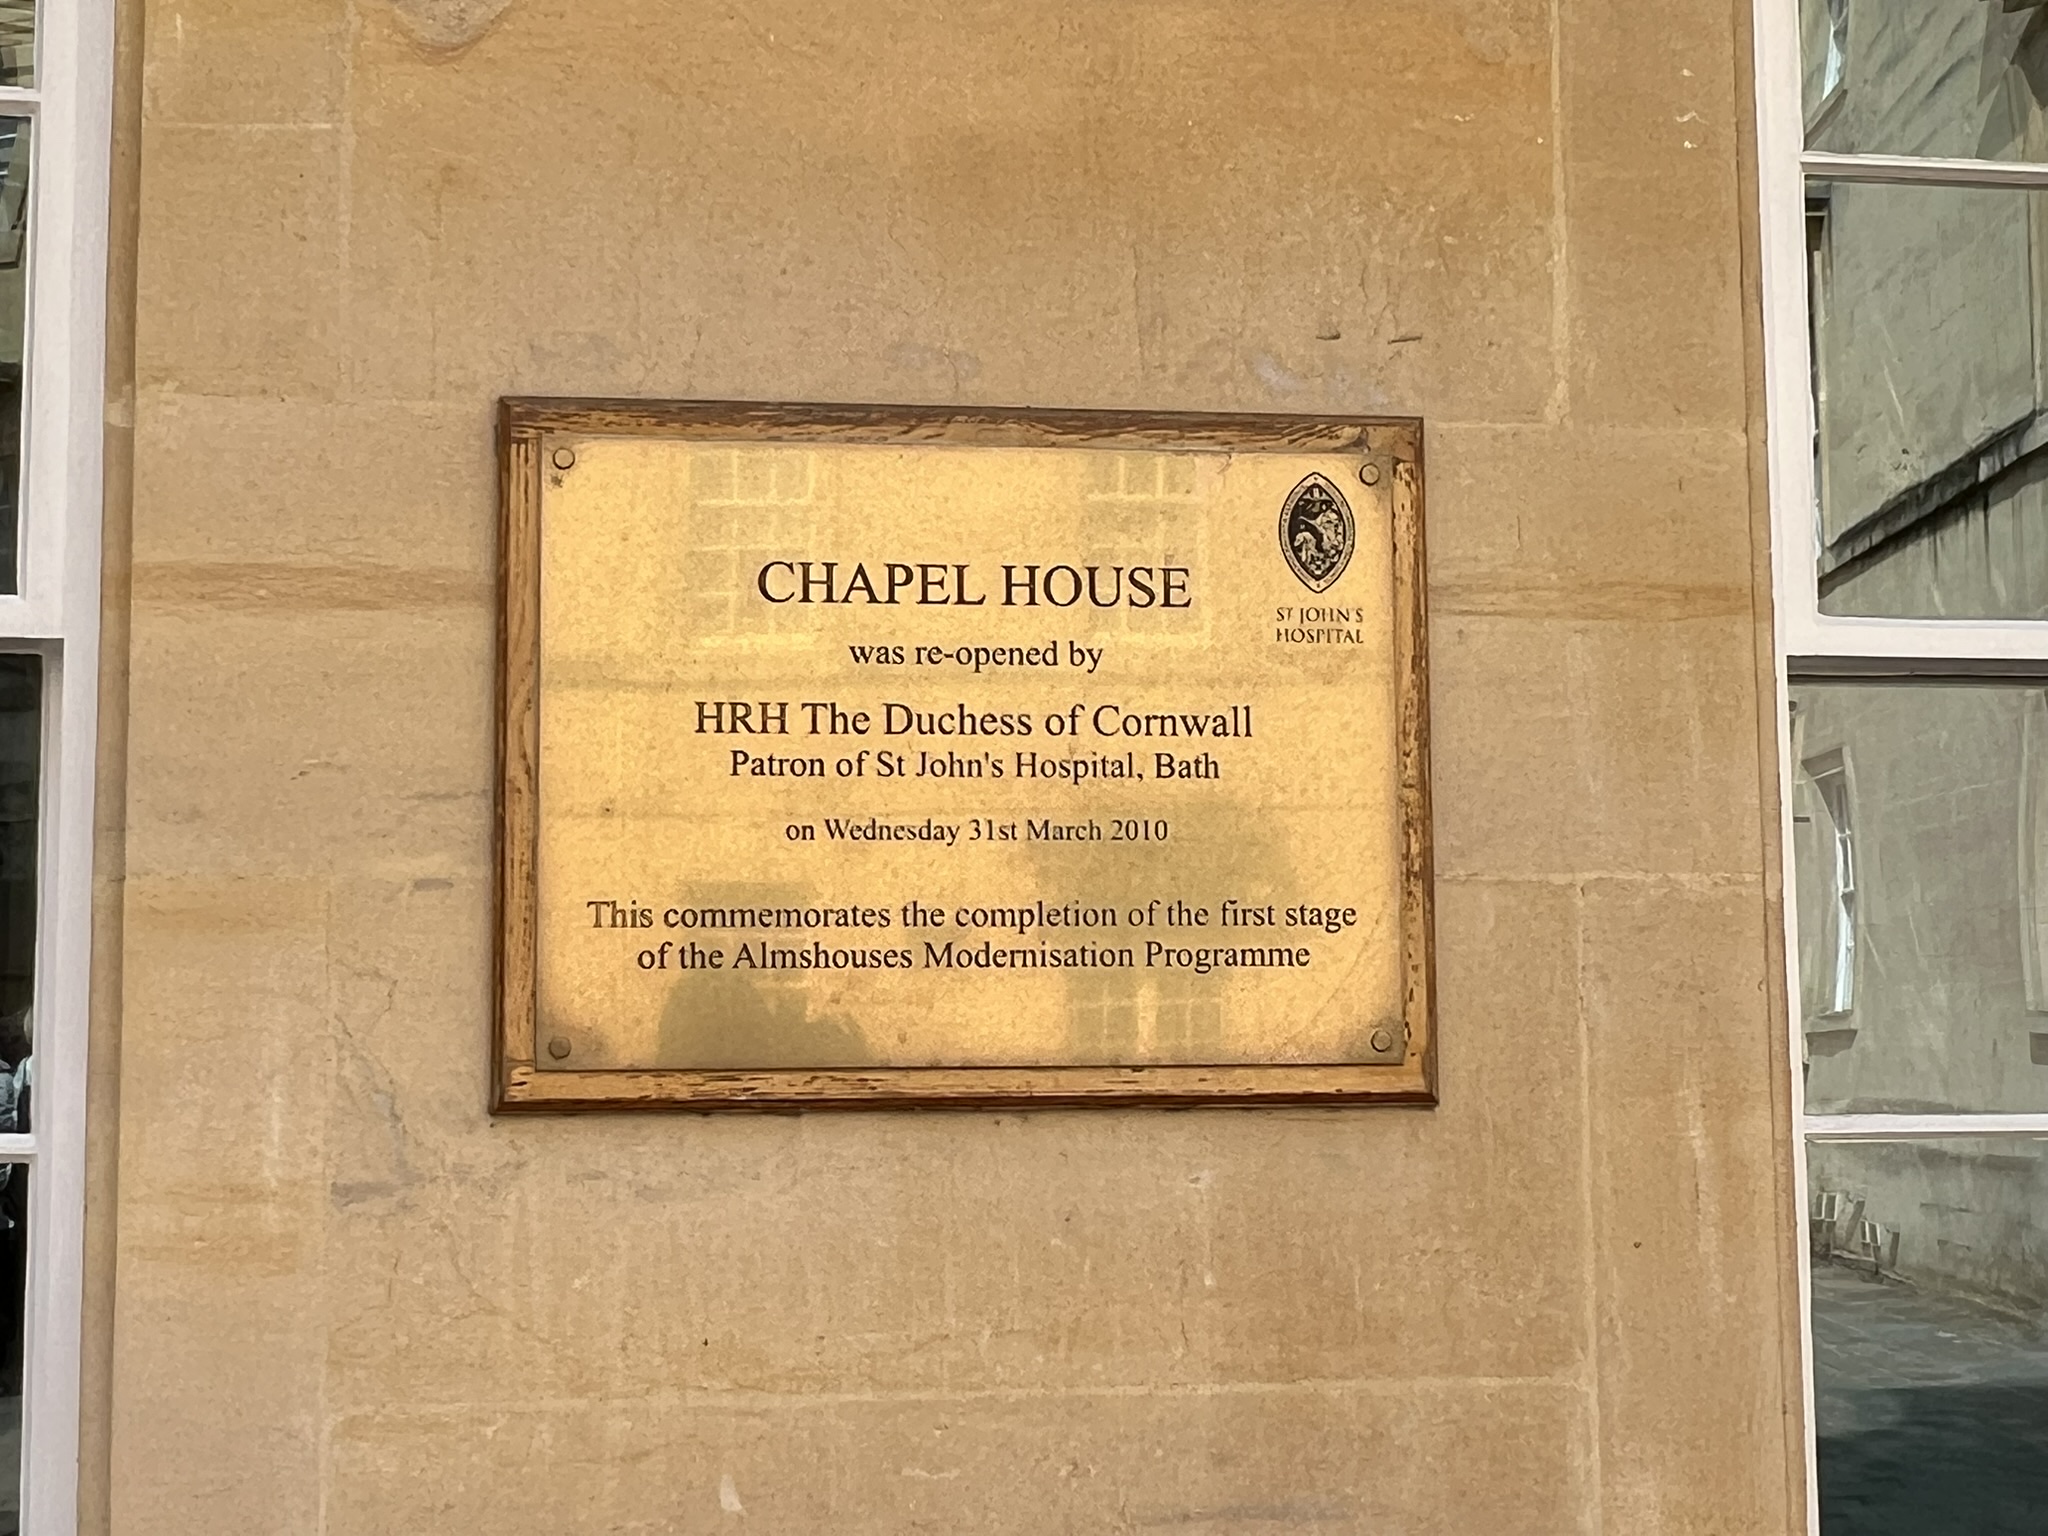 ST JOHN'S
HOSPITAL
CHAPEL HOUSE
was re-opened by
HRH The Duchess of Cornwall
Patron of St John's Hospital, Bath
on Wednesday 31st March 2010
This commemorates the completion of the first stage
of the Almshouses Modernisation Programme